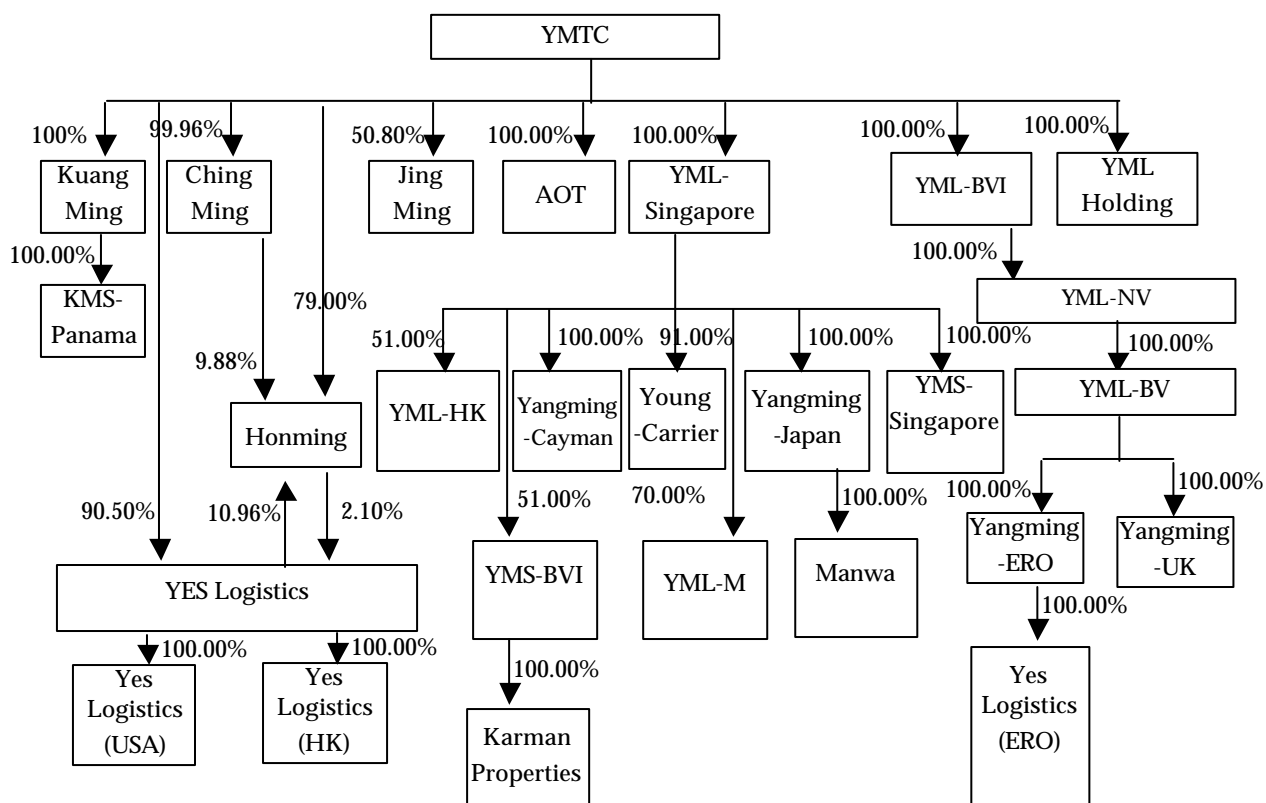 YMTC
100%
99.96%
50.80%
100.00%
100.00%
100.00%
100.00%
Kuang
Ming
Ching
Ming
Jing
Ming
AOT
YML-
Singapore
YML-BVI
YML
Holding
100.00%
100.00%
KMS-
Panama
79.00%
YML-NV
51.00%
100.00%
91.00%
100.00%
100.00%
100.00%
9.88%
YML-HK
Yangming
-Cayman
Young
-Carrier
Yangming
-Japan
YMS-
Singapore
YML-BV
Honming
90.50%
10.96%
2.10%
51.00%
70.00%
100.00%
100.00%
100.00%
Yangming
-ERO
Yangming
-UK
YES Logistics
YMS-BVI
YML-M
Manwa
100.00%
100.00%
100.00%
100.00%
Yes
Logistics
(USA)
Yes
Logistics
(HK)
Karman
Properties
Yes
Logistics
(ERO)